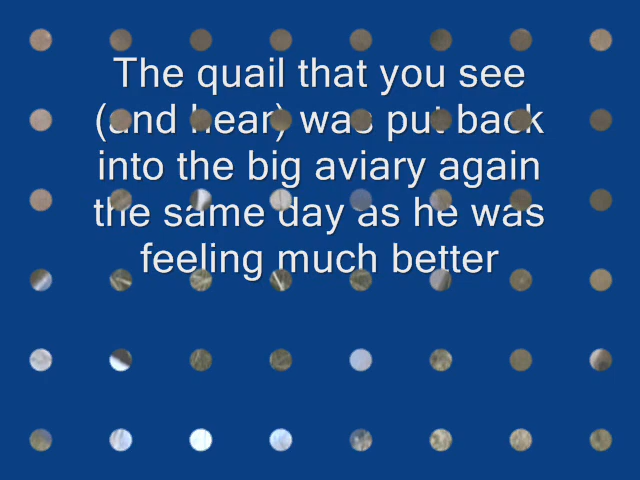 The quail that you see
(and hear) was put back
into the big aviary again
the same day as he was
feeling much better